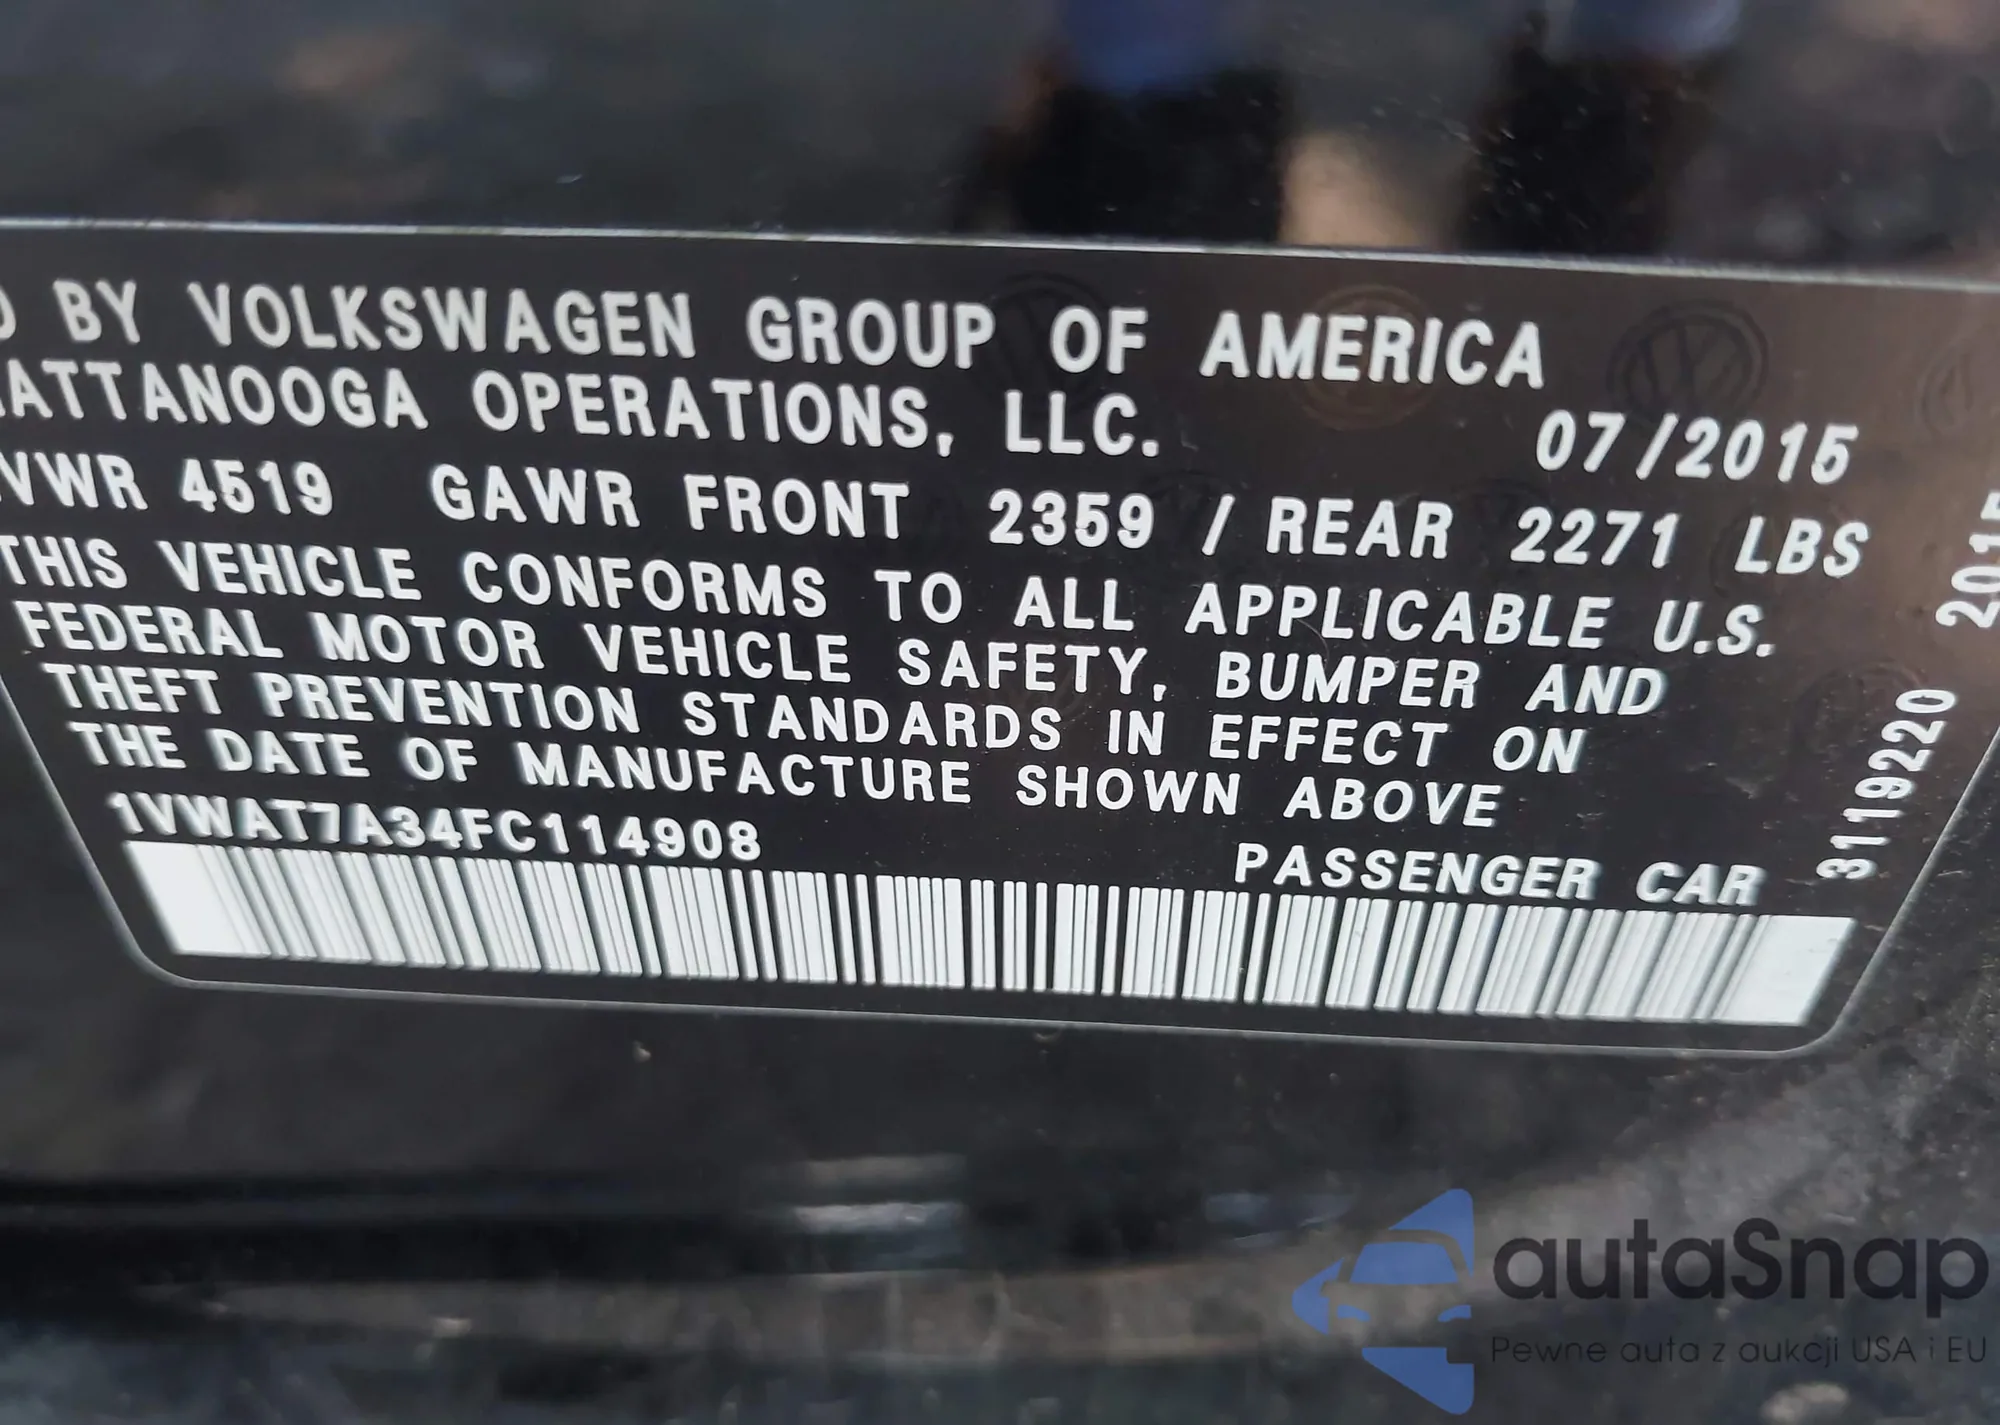 BY VOLKSWAGEN GROUP OF AMERICA
ATTANOOGA OPERATIONS, LLC.
07/2015
VWR 4519 GAWR FRONT 2359 / REAR 2271 LBS
THIS VEHICLE CONFORMS TO ALL APPLICABLE U.S.
FEDERAL MOTOR VEHICLE SAFETY, BUMPER AND
THEFT PREVENTION STANDARDS IN EFFECT ON
THE DATE OF MANUFACTURE SHOWN ABOVE
1VWAT7A34FC114908
PASSENGER CAR
3119220 2015
autaSnap
Pewne auta z aukcji USA i EU